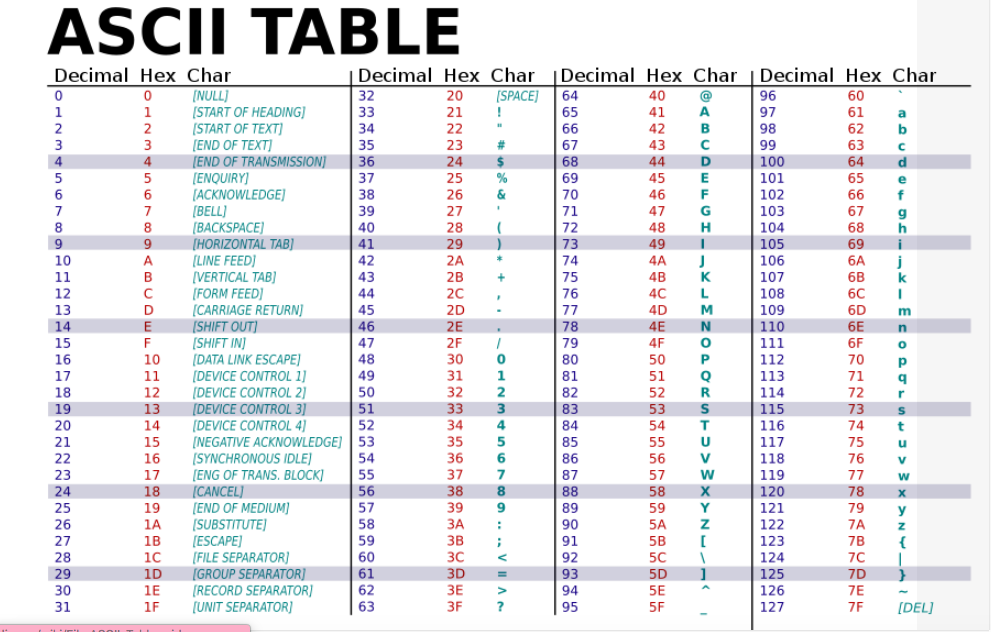 ASCII TABLE
Decimal Hex Char Decimal Hex Char Decimal Hex Char Decimal Hex Char
0 0 [NULL] 32 20 [SPACE] 64 40 @ 96 60 `
1 1 [START OF HEADING] 33 21 ! 65 41 A 97 61 a
2 2 [START OF TEXT] 34 22 " 66 42 B 98 62 b
3 3 [END OF TEXT] 35 23 # 67 43 C 99 63 c
4 4 [END OF TRANSMISSION] 36 24 $ 68 44 D 100 64 d
5 5 [ENQUIRY] 37 25 % 69 45 E 101 65 e
6 6 [ACKNOWLEDGE] 38 26 & 70 46 F 102 66 f
7 7 [BELL] 39 27 ' 71 47 G 103 67 g
8 8 [BACKSPACE] 40 28 ( 72 48 H 104 68 h
9 9 [HORIZONTAL TAB] 41 29 ) 73 49 I 105 69 i
10 A [LINE FEED] 42 2A * 74 4A J 106 6A j
11 B [VERTICAL TAB] 43 2B + 75 4B K 107 6B k
12 C [FORM FEED] 44 2C , 76 4C L 108 6C l
13 D [CARRIAGE RETURN] 45 2D - 77 4D M 109 6D m
14 E [SHIFT OUT] 46 2E . 78 4E N 110 6E n
15 F [SHIFT IN] 47 2F / 79 4F O 111 6F o
16 10 [DATA LINK ESCAPE] 48 30 0 80 50 P 112 70 p
17 11 [DEVICE CONTROL 1] 49 31 1 81 51 Q 113 71 q
18 12 [DEVICE CONTROL 2] 50 32 2 82 52 R 114 72 r
19 13 [DEVICE CONTROL 3] 51 33 3 83 53 S 115 73 s
20 14 [DEVICE CONTROL 4] 52 34 4 84 54 T 116 74 t
21 15 [NEGATIVE ACKNOWLEDGE] 53 35 5 85 55 U 117 75 u
22 16 [SYNCHRONOUS IDLE] 54 36 6 86 56 V 118 76 v
23 17 [ENG OF TRANS. BLOCK] 55 37 7 87 57 W 119 77 w
24 18 [CANCEL] 56 38 8 88 58 X 120 78 x
25 19 [END OF MEDIUM] 57 39 9 89 59 Y 121 79 y
26 1A [SUBSTITUTE] 58 3A : 90 5A Z 122 7A z
27 1B [ESCAPE] 59 3B ; 91 5B [ 123 7B {
28 1C [FILE SEPARATOR] 60 3C < 92 5C \ 124 7C |
29 1D [GROUP SEPARATOR] 61 3D = 93 5D ] 125 7D }
30 1E [RECORD SEPARATOR] 62 3E > 94 5E ^ 126 7E ~
31 1F [UNIT SEPARATOR] 63 3F ? 95 5F _ 127 7F [DEL]